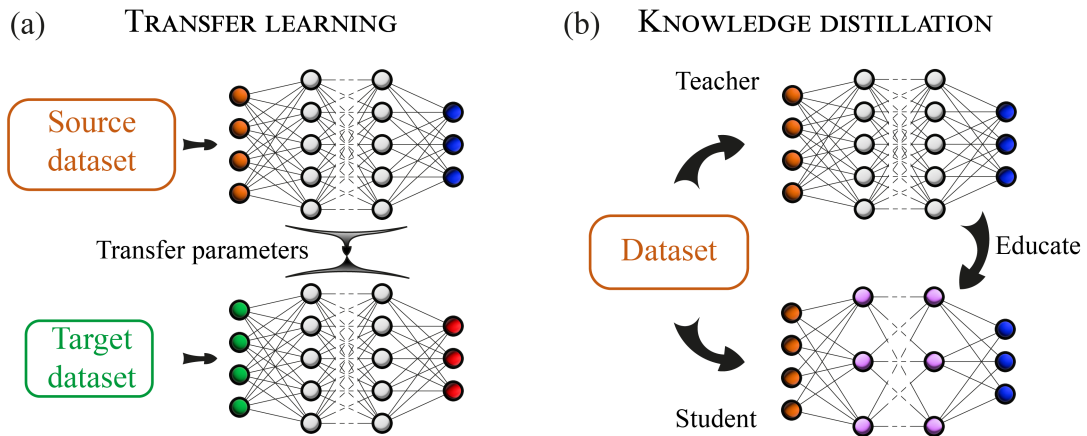 (a) TRANSFER LEARNING
Source
dataset
Transfer parameters
Target
dataset
(b) KNOWLEDGE DISTILLATION
Teacher
Dataset
Educate
Student